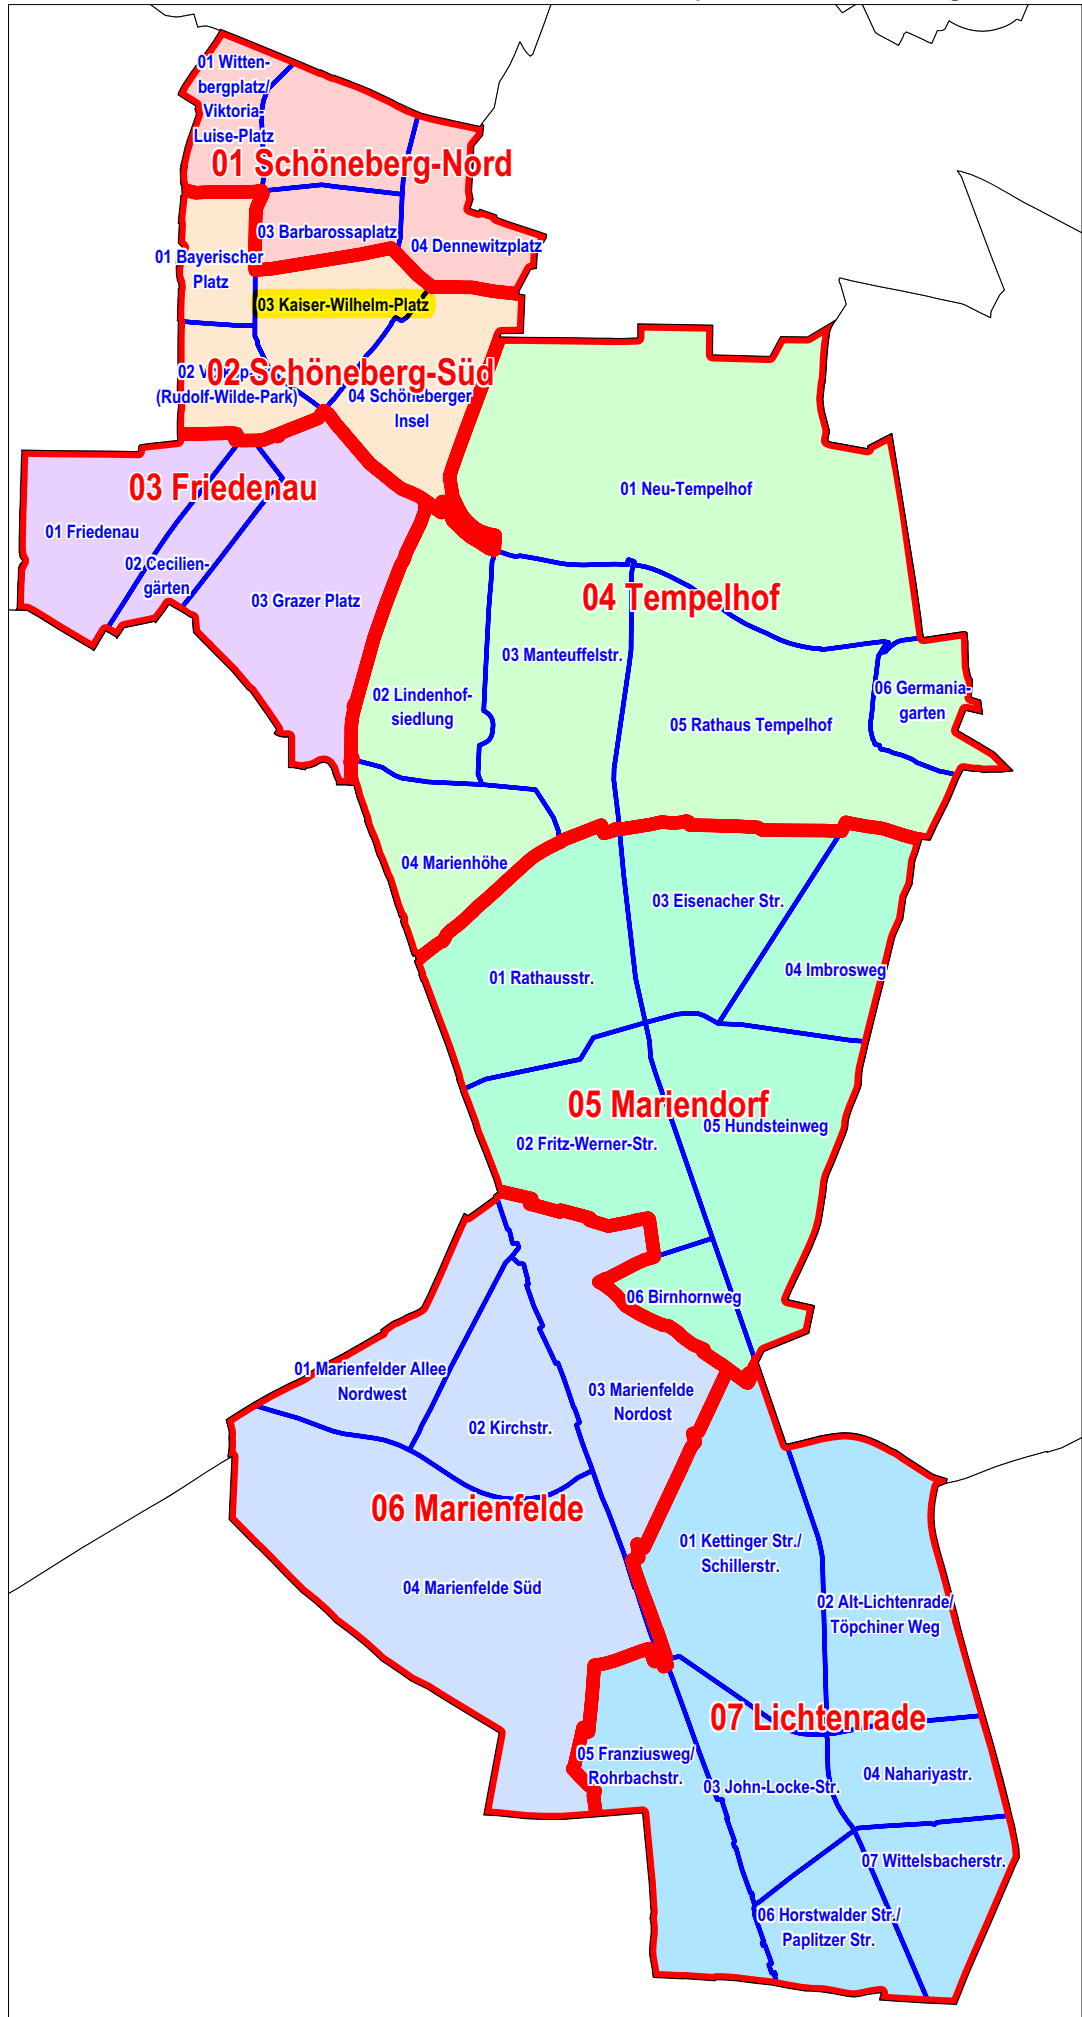 01 Witten-
bergplatz/
Viktoria-
Luise-Platz
01 Schöneberg-Nord
03 Barbarossaplatz
04 Dennewitzplatz
01 Bayerischer
Platz
03 Kaiser-Wilhelm-Platz
02 Schöneberg-Süd
02
(Rudolf-Wilde-Park)
04 Schöneberger
Insel
03 Friedenau
01 Neu-Tempelhof
01 Friedenau
02 Cecilien-
gärten
03 Grazer Platz
04 Tempelhof
03 Manteuffelstr.
02 Lindenhof-
siedlung
06 Germania-
garten
05 Rathaus Tempelhof
04 Marienhöhe
03 Eisenacher Str.
01 Rathausstr.
04 Imbrosweg
05 Mariendorf
05 Hundsteinweg
02 Fritz-Werner-Str.
06 Birnhornweg
01 Marienfelder Allee
Nordwest
03 Marienfelde
Nordost
02 Kirchstr.
06 Marienfelde
01 Kettinger Str./
Schillerstr.
04 Marienfelde Süd
02 Alt-Lichtenrade/
Töpchiner Weg
07 Lichtenrade
05 Franziusweg/
Rohrbachstr.
03 John-Locke-Str.
04 Nahariyastr.
07 Wittelsbacherstr.
06 Horstwalder Str./
Paplitzer Str.